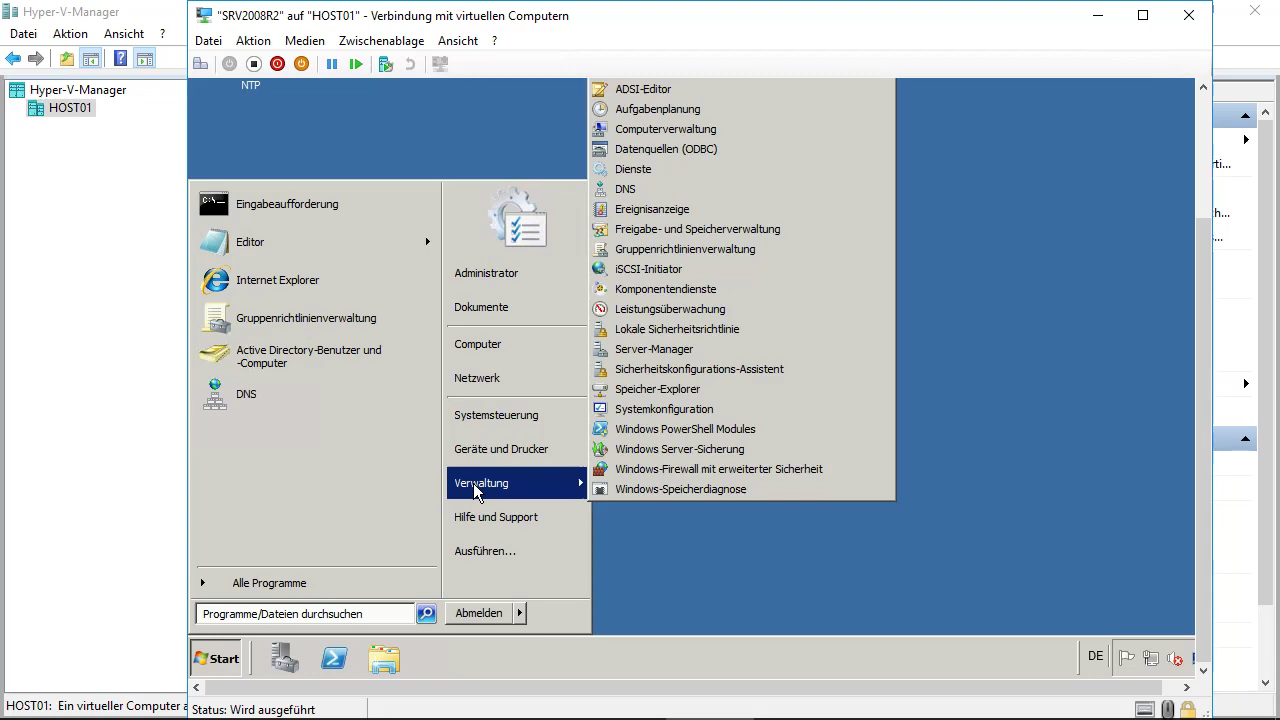 Hyper-V-Manager
Datei Aktion Ansicht ?
Hyper-V-Manager
HOST01
HOST01: Ein virtueller Computer
"SRV2008R2" auf "HOST01" - Verbindung mit virtuellen Computern
Datei Aktion Medien Zwischenablage Ansicht ?
NTP
Eingabeaufforderung
Editor
Internet Explorer
Gruppenrichtlinienverwaltung
Active Directory-Benutzer und
-Computer
DNS
Alle Programme
Programme/Dateien durchsuchen
Administrator
Dokumente
Computer
Netzwerk
Systemsteuerung
Geräte und Drucker
Verwaltung
Hilfe und Support
Ausführen...
Abmelden
ADSI-Editor
Aufgabenplanung
Computerverwaltung
Datenquellen (ODBC)
Dienste
DNS
Ereignisanzeige
Freigabe- und Speicherverwaltung
Gruppenrichtlinienverwaltung
iSCSI-Initiator
Komponentendienste
Leistungsüberwachung
Lokale Sicherheitsrichtlinie
Server-Manager
Sicherheitskonfigurations-Assistent
Speicher-Explorer
Systemkonfiguration
Windows PowerShell Modules
Windows Server-Sicherung
Windows-Firewall mit erweiterter Sicherheit
Windows-Speicherdiagnose
Start
DE
Status: Wird ausgeführt